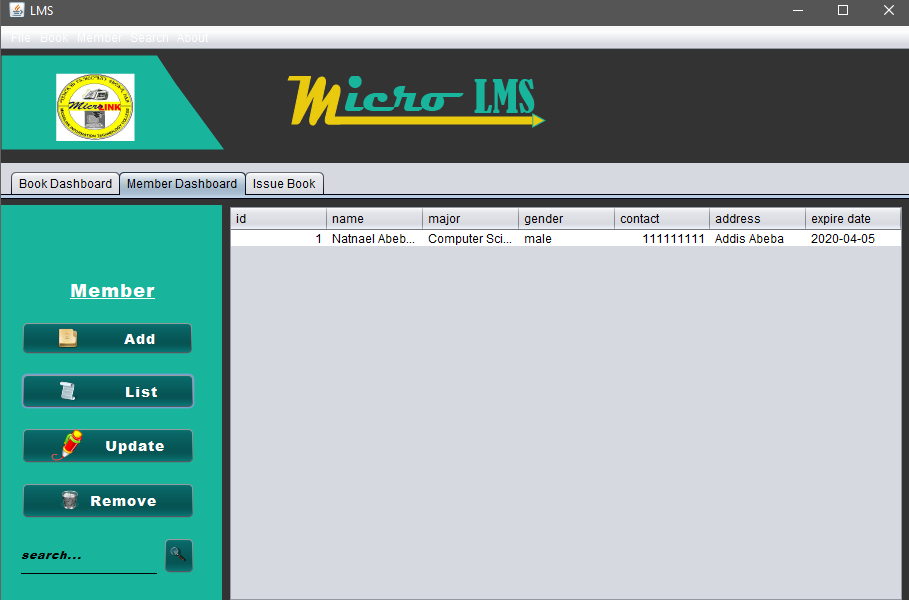 LMS
File Book Member Search About
MicroLINK
Micro LMS
Book Dashboard Member Dashboard Issue Book
id name major gender contact address expire date
1 Natnael Abeb... Computer Sci... male 111111111 Addis Abeba 2020-04-05
Member
Add
List
Update
Remove
search...